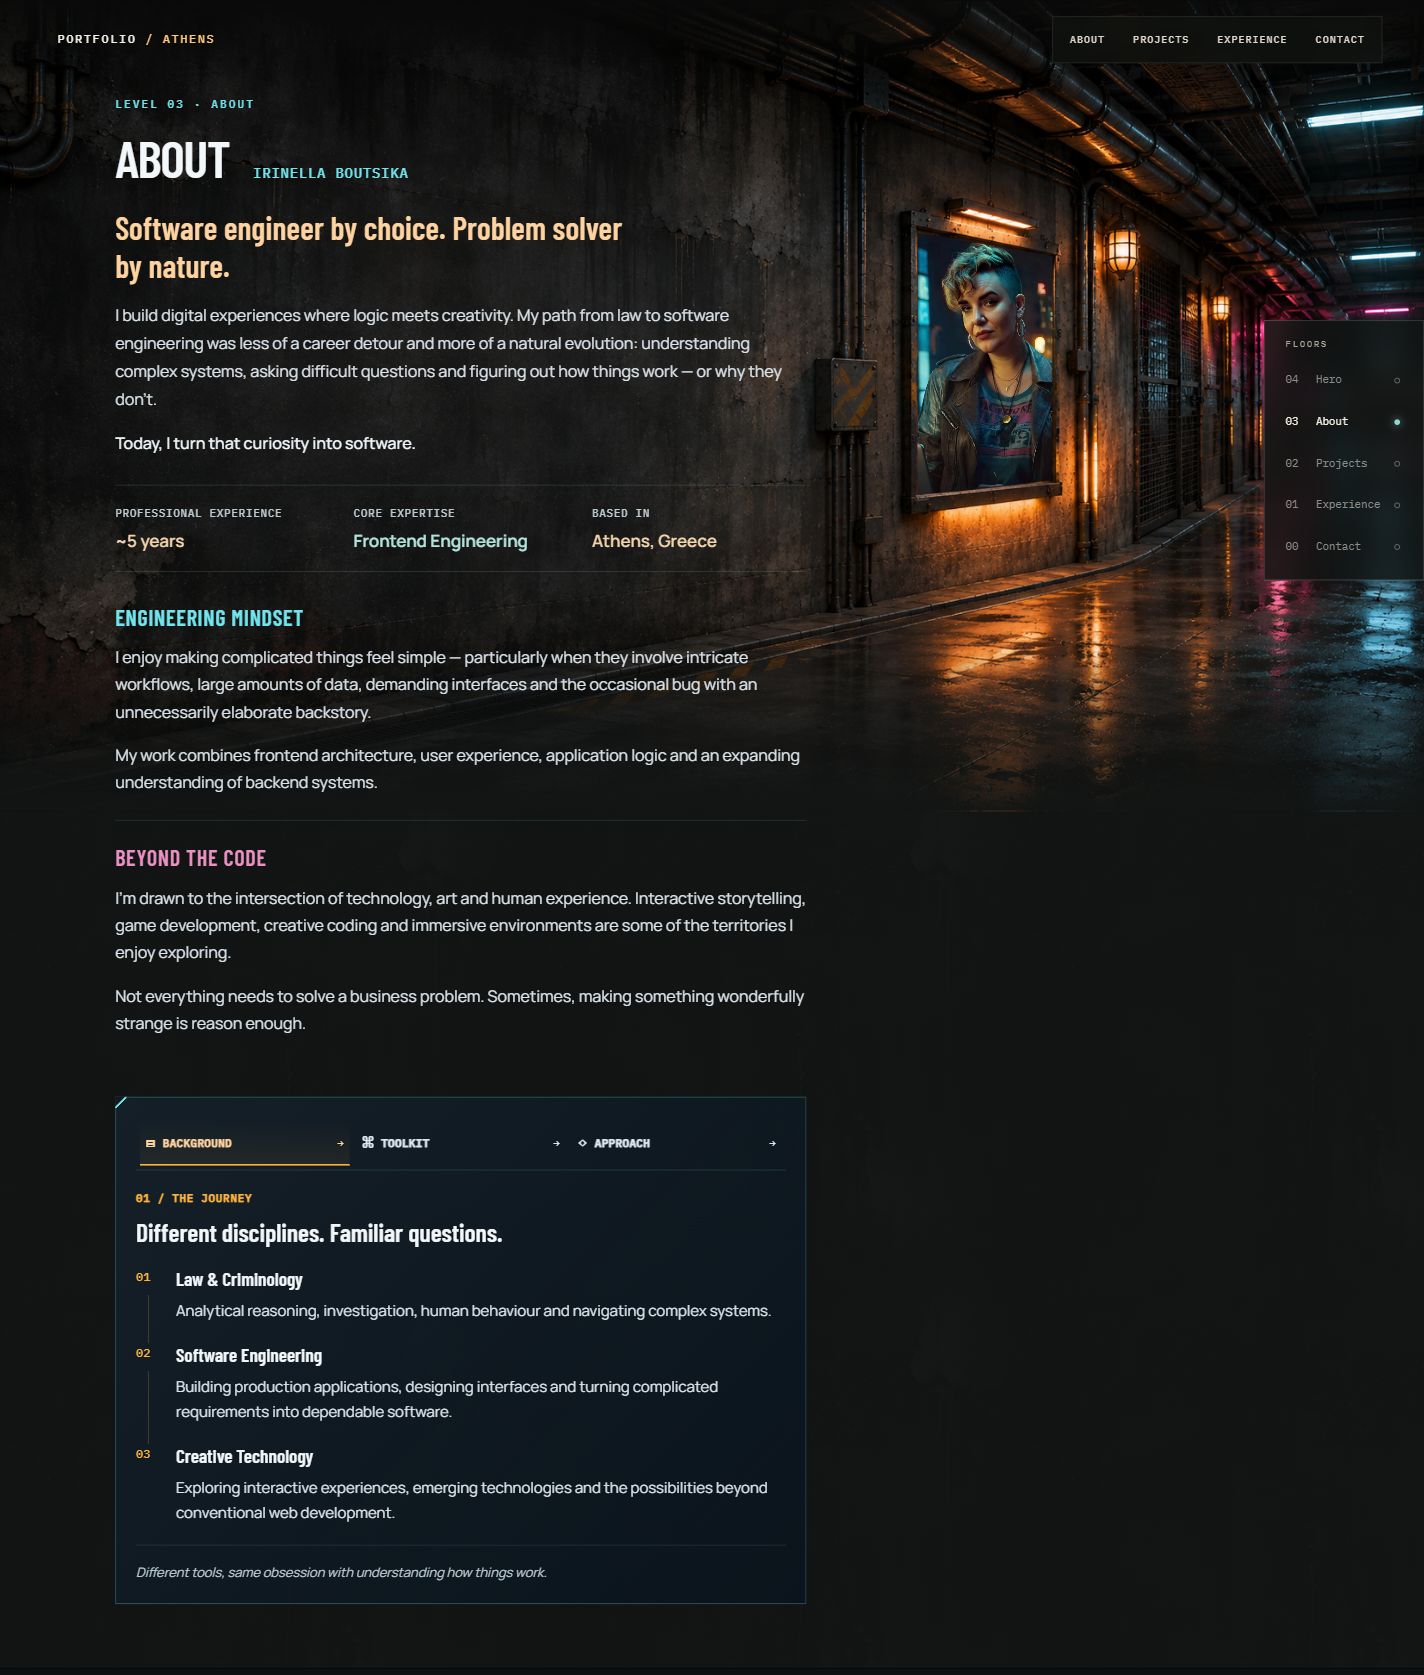 PORTFOLIO / ATHENS
ABOUT PROJECTS EXPERIENCE CONTACT
LEVEL 03 · ABOUT
ABOUT IRINELLA BOUTSIKA
Software engineer by choice. Problem solver
by nature.
I build digital experiences where logic meets creativity. My path from law to software
engineering was less of a career detour and more of a natural evolution: understanding
complex systems, asking difficult questions and figuring out how things work — or why they
don't.
Today, I turn that curiosity into software.
PROFESSIONAL EXPERIENCE CORE EXPERTISE BASED IN
~5 years Frontend Engineering Athens, Greece
FLOORS
04 Hero
03 About
02 Projects
01 Experience
00 Contact
ENGINEERING MINDSET
I enjoy making complicated things feel simple — particularly when they involve intricate
workflows, large amounts of data, demanding interfaces and the occasional bug with an
unnecessarily elaborate backstory.
My work combines frontend architecture, user experience, application logic and an expanding
understanding of backend systems.
BEYOND THE CODE
I'm drawn to the intersection of technology, art and human experience. Interactive storytelling,
game development, creative coding and immersive environments are some of the territories I
enjoy exploring.
Not everything needs to solve a business problem. Sometimes, making something wonderfully
strange is reason enough.
BACKGROUND → ⌘ TOOLKIT → ◇ APPROACH →
01 / THE JOURNEY
Different disciplines. Familiar questions.
01 Law & Criminology
Analytical reasoning, investigation, human behaviour and navigating complex systems.
02 Software Engineering
Building production applications, designing interfaces and turning complicated
requirements into dependable software.
03 Creative Technology
Exploring interactive experiences, emerging technologies and the possibilities beyond
conventional web development.
Different tools, same obsession with understanding how things work.